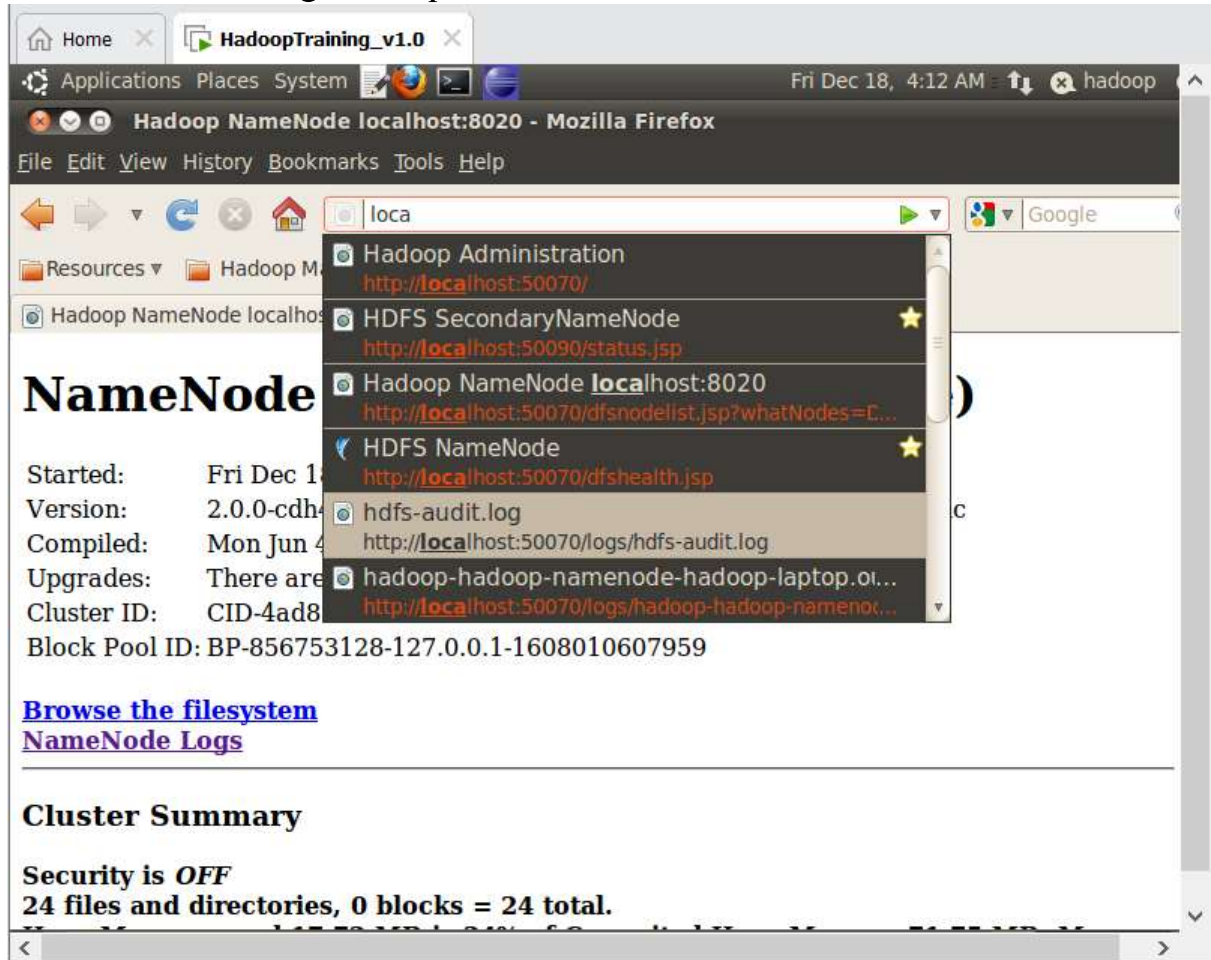 Home
HadoopTraining_v1.0
Applications Places System
Fri Dec 18, 4:12 AM
hadoop
Hadoop NameNode localhost:8020 - Mozilla Firefox
File Edit View History Bookmarks Tools Help
loca
Google
Resources
Hadoop
Hadoop NameNode
Hadoop Administration
http://localhost:50070/
HDFS SecondaryNameNode
http://localhost:50090/status.jsp
Hadoop NameNode localhost:8020
http://localhost:50070/dfsnodelist.jsp?whatNodes=D...
HDFS NameNode
http://localhost:50070/dfshealth.jsp
hdfs-audit.log
http://localhost:50070/logs/hdfs-audit.log
hadoop-hadoop-namenode-hadoop-laptop.ou...
http://localhost:50070/logs/hadoop-hadoop-namenod...
NameNode )
Started: Fri Dec
Version: 2.0.0-cdh4
Compiled: Mon Jun 4
Upgrades: There are
Cluster ID: CID-4ad8
Block Pool ID: BP-856753128-127.0.0.1-1608010607959
Browse the filesystem
NameNode Logs
Cluster Summary
Security is OFF
24 files and directories, 0 blocks = 24 total.